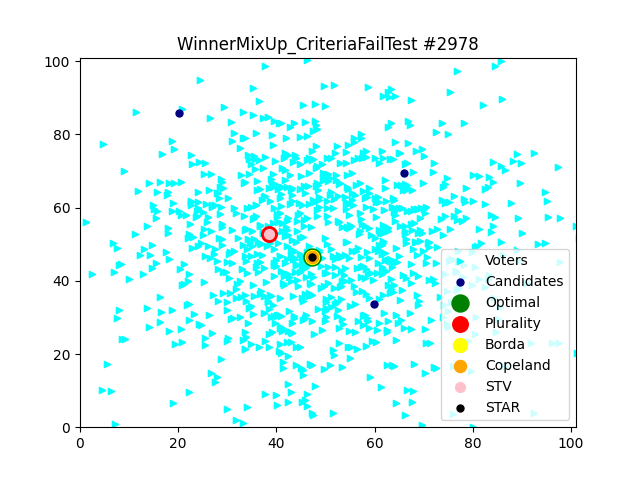 WinnerMixUp_CriteriaFailTest #2978
100
80
60
40
20
0
0 20 40 60 80 100
Voters
Candidates
Optimal
Plurality
Borda
Copeland
STV
STAR